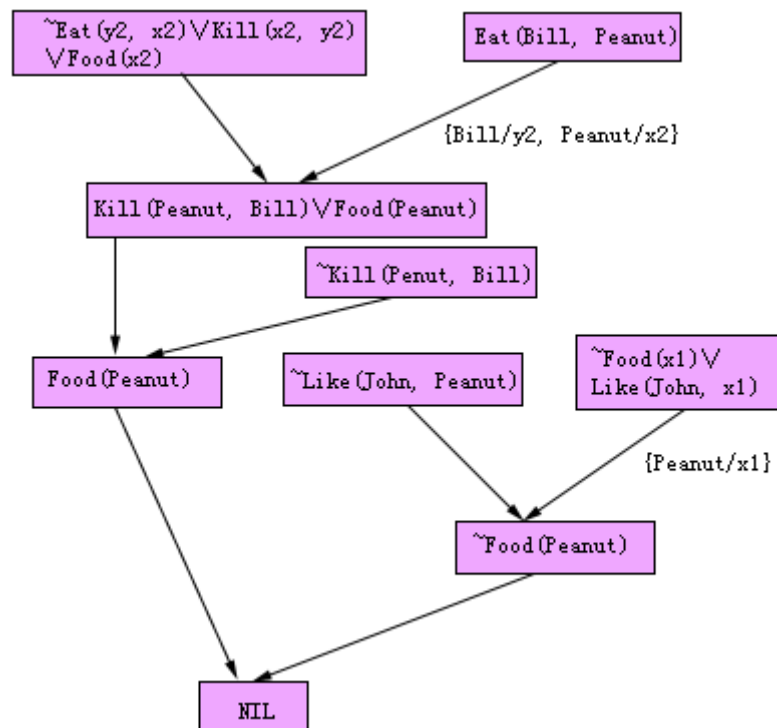 ~Eat(y2, x2)∨Kill(x2, y2)
∨Food(x2)
Eat(Bill, Peanut)
{Bill/y2, Peanut/x2}
Kill(Peanut, Bill)∨Food(Peanut)
~Kill(Penut, Bill)
Food(Peanut)
~Like(John, Peanut)
~Food(x1)∨
Like(John, x1)
{Peanut/x1}
~Food(Peanut)
NIL